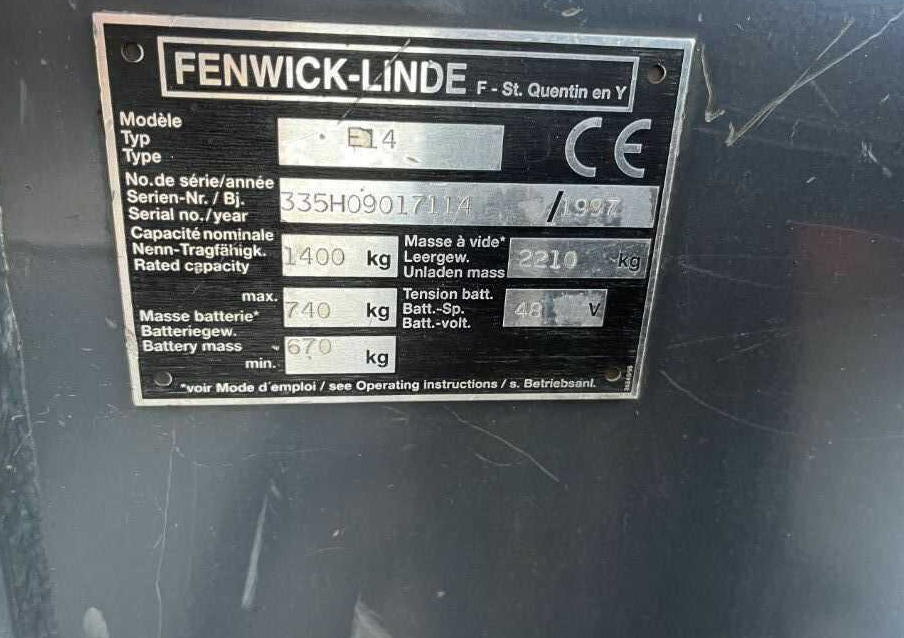 FENWICK-LINDE F - St. Quentin en Y
Modèle
Typ
Type
E14
CE
No.de série/année
Serien-Nr. / Bj.
Serial no./year
335H09017114 / 1997
Capacité nominale
Nenn-Tragfähigk.
Rated capacity
1400 kg
Masse à vide*
Leergew.
Unladen mass
2210 kg
Masse batterie*
Batteriegew.
Battery mass
max. 740 kg
min. 670 kg
Tension batt.
Batt.-Sp.
Batt.-volt.
48 V
*voir Mode d'emploi / see Operating instructions / s. Betriebsanl.